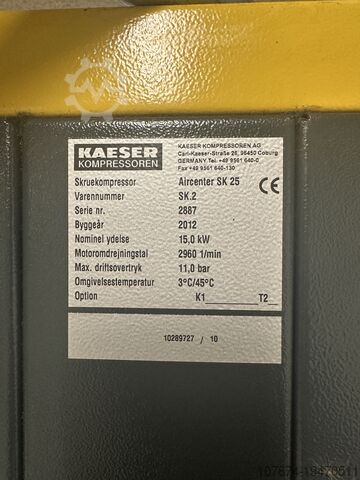 KAESER
KOMPRESSOREN
KAESER KOMPRESSOREN AG
Carl-Kaeser-Straße 26, 96450 Coburg
GERMANY Tel. +49 9561 640-0
Fax +49 9561 640-130
CE
Skruekompressor Aircenter SK 25
Varennummer SK.2
Serie nr. 2887
Byggeår 2012
Nominel ydelse 15,0 kW
Motoromdrejningstal 2960 1/min
Max. driftsovertryk 11,0 bar
Omgivelsestemperatur 3°C/45°C
Option K1________ T2__
10289727 / 10